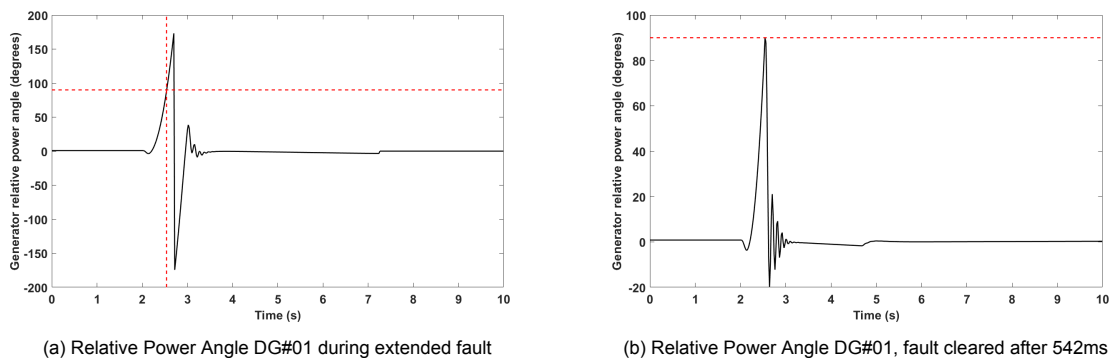 200
150
100
50
0
-50
-100
-150
-200
Generator relative power angle (degrees)
0 1 2 3 4 5 6 7 8 9 10
Time (s)
(a) Relative Power Angle DG#01 during extended fault
100
80
60
40
20
0
-20
Generator relative power angle (degrees)
0 1 2 3 4 5 6 7 8 9 10
Time (s)
(b) Relative Power Angle DG#01, fault cleared after 542ms